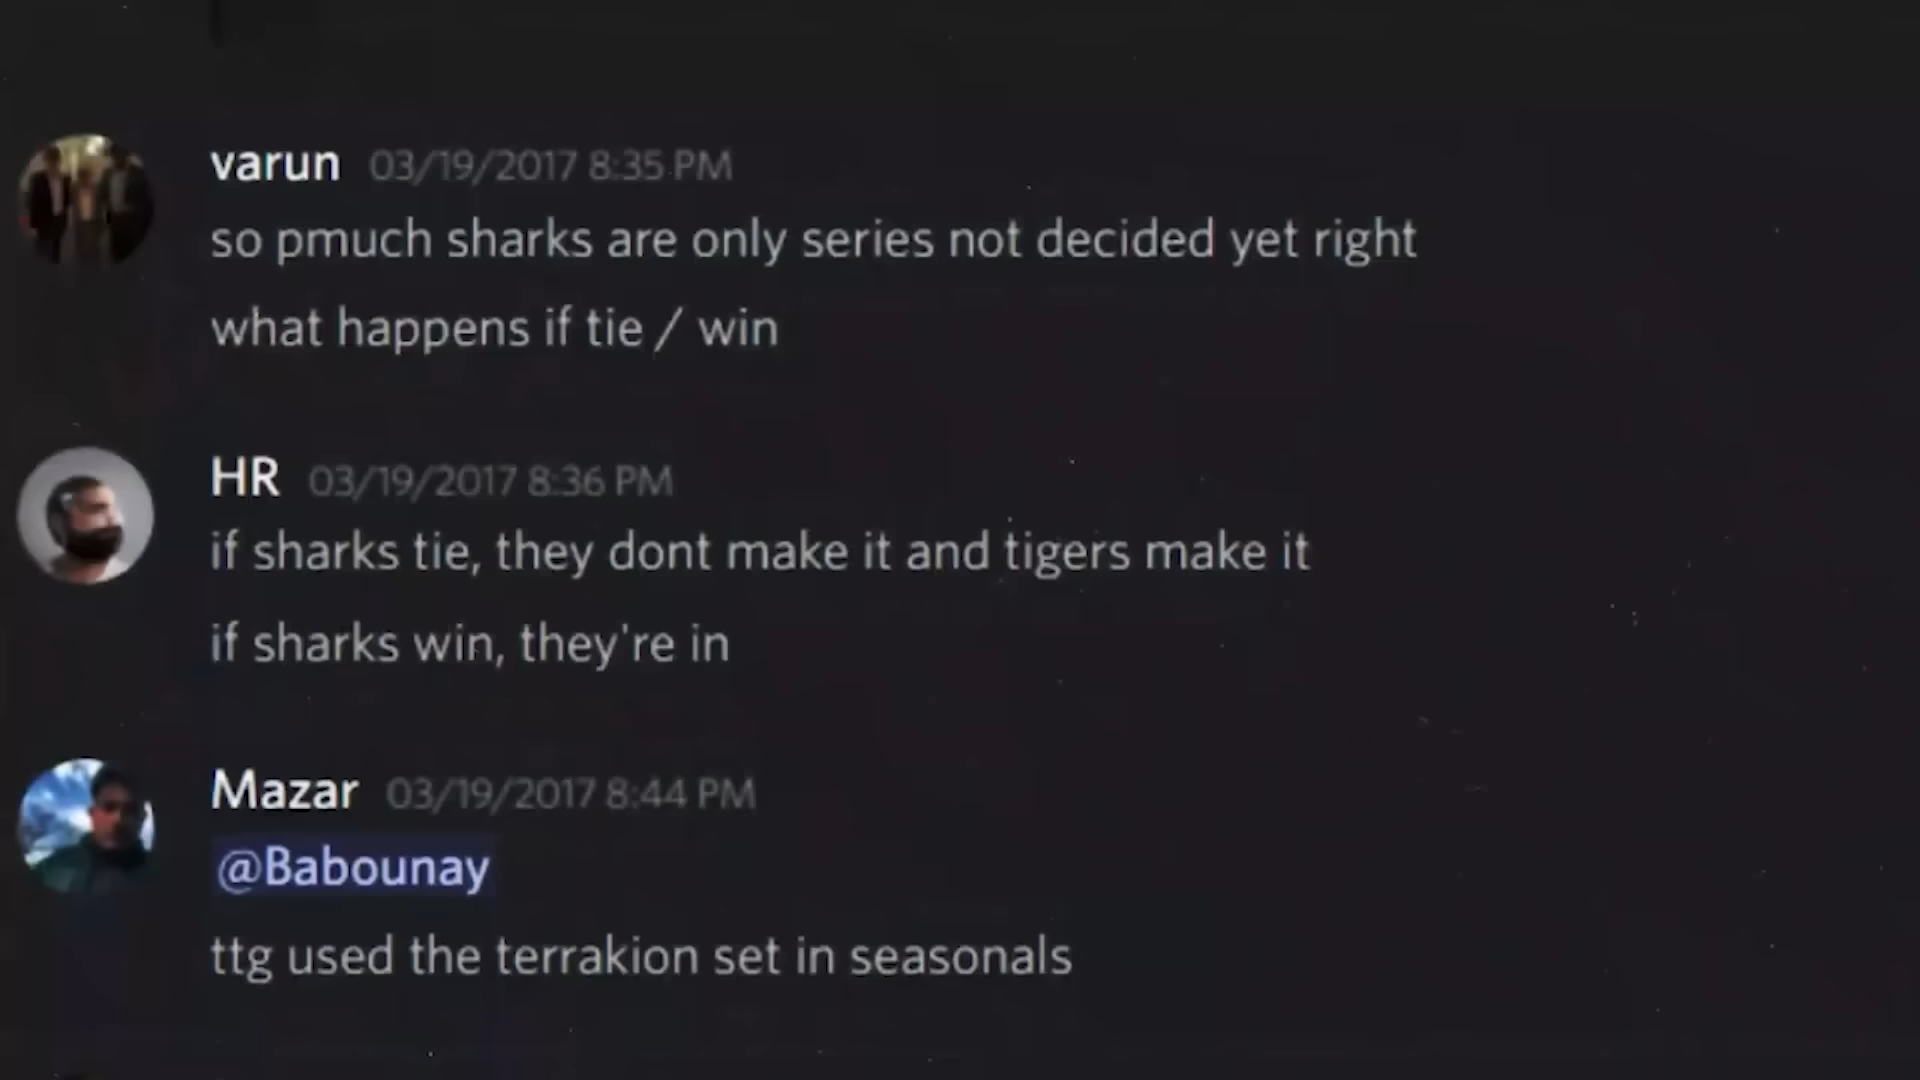 varun 03/19/2017 8:35 PM
so pmuch sharks are only series not decided yet right
what happens if tie / win
HR 03/19/2017 8:36 PM
if sharks tie, they dont make it and tigers make it
if sharks win, they're in
Mazar 03/19/2017 8:44 PM
@Babounay
ttg used the terrakion set in seasonals